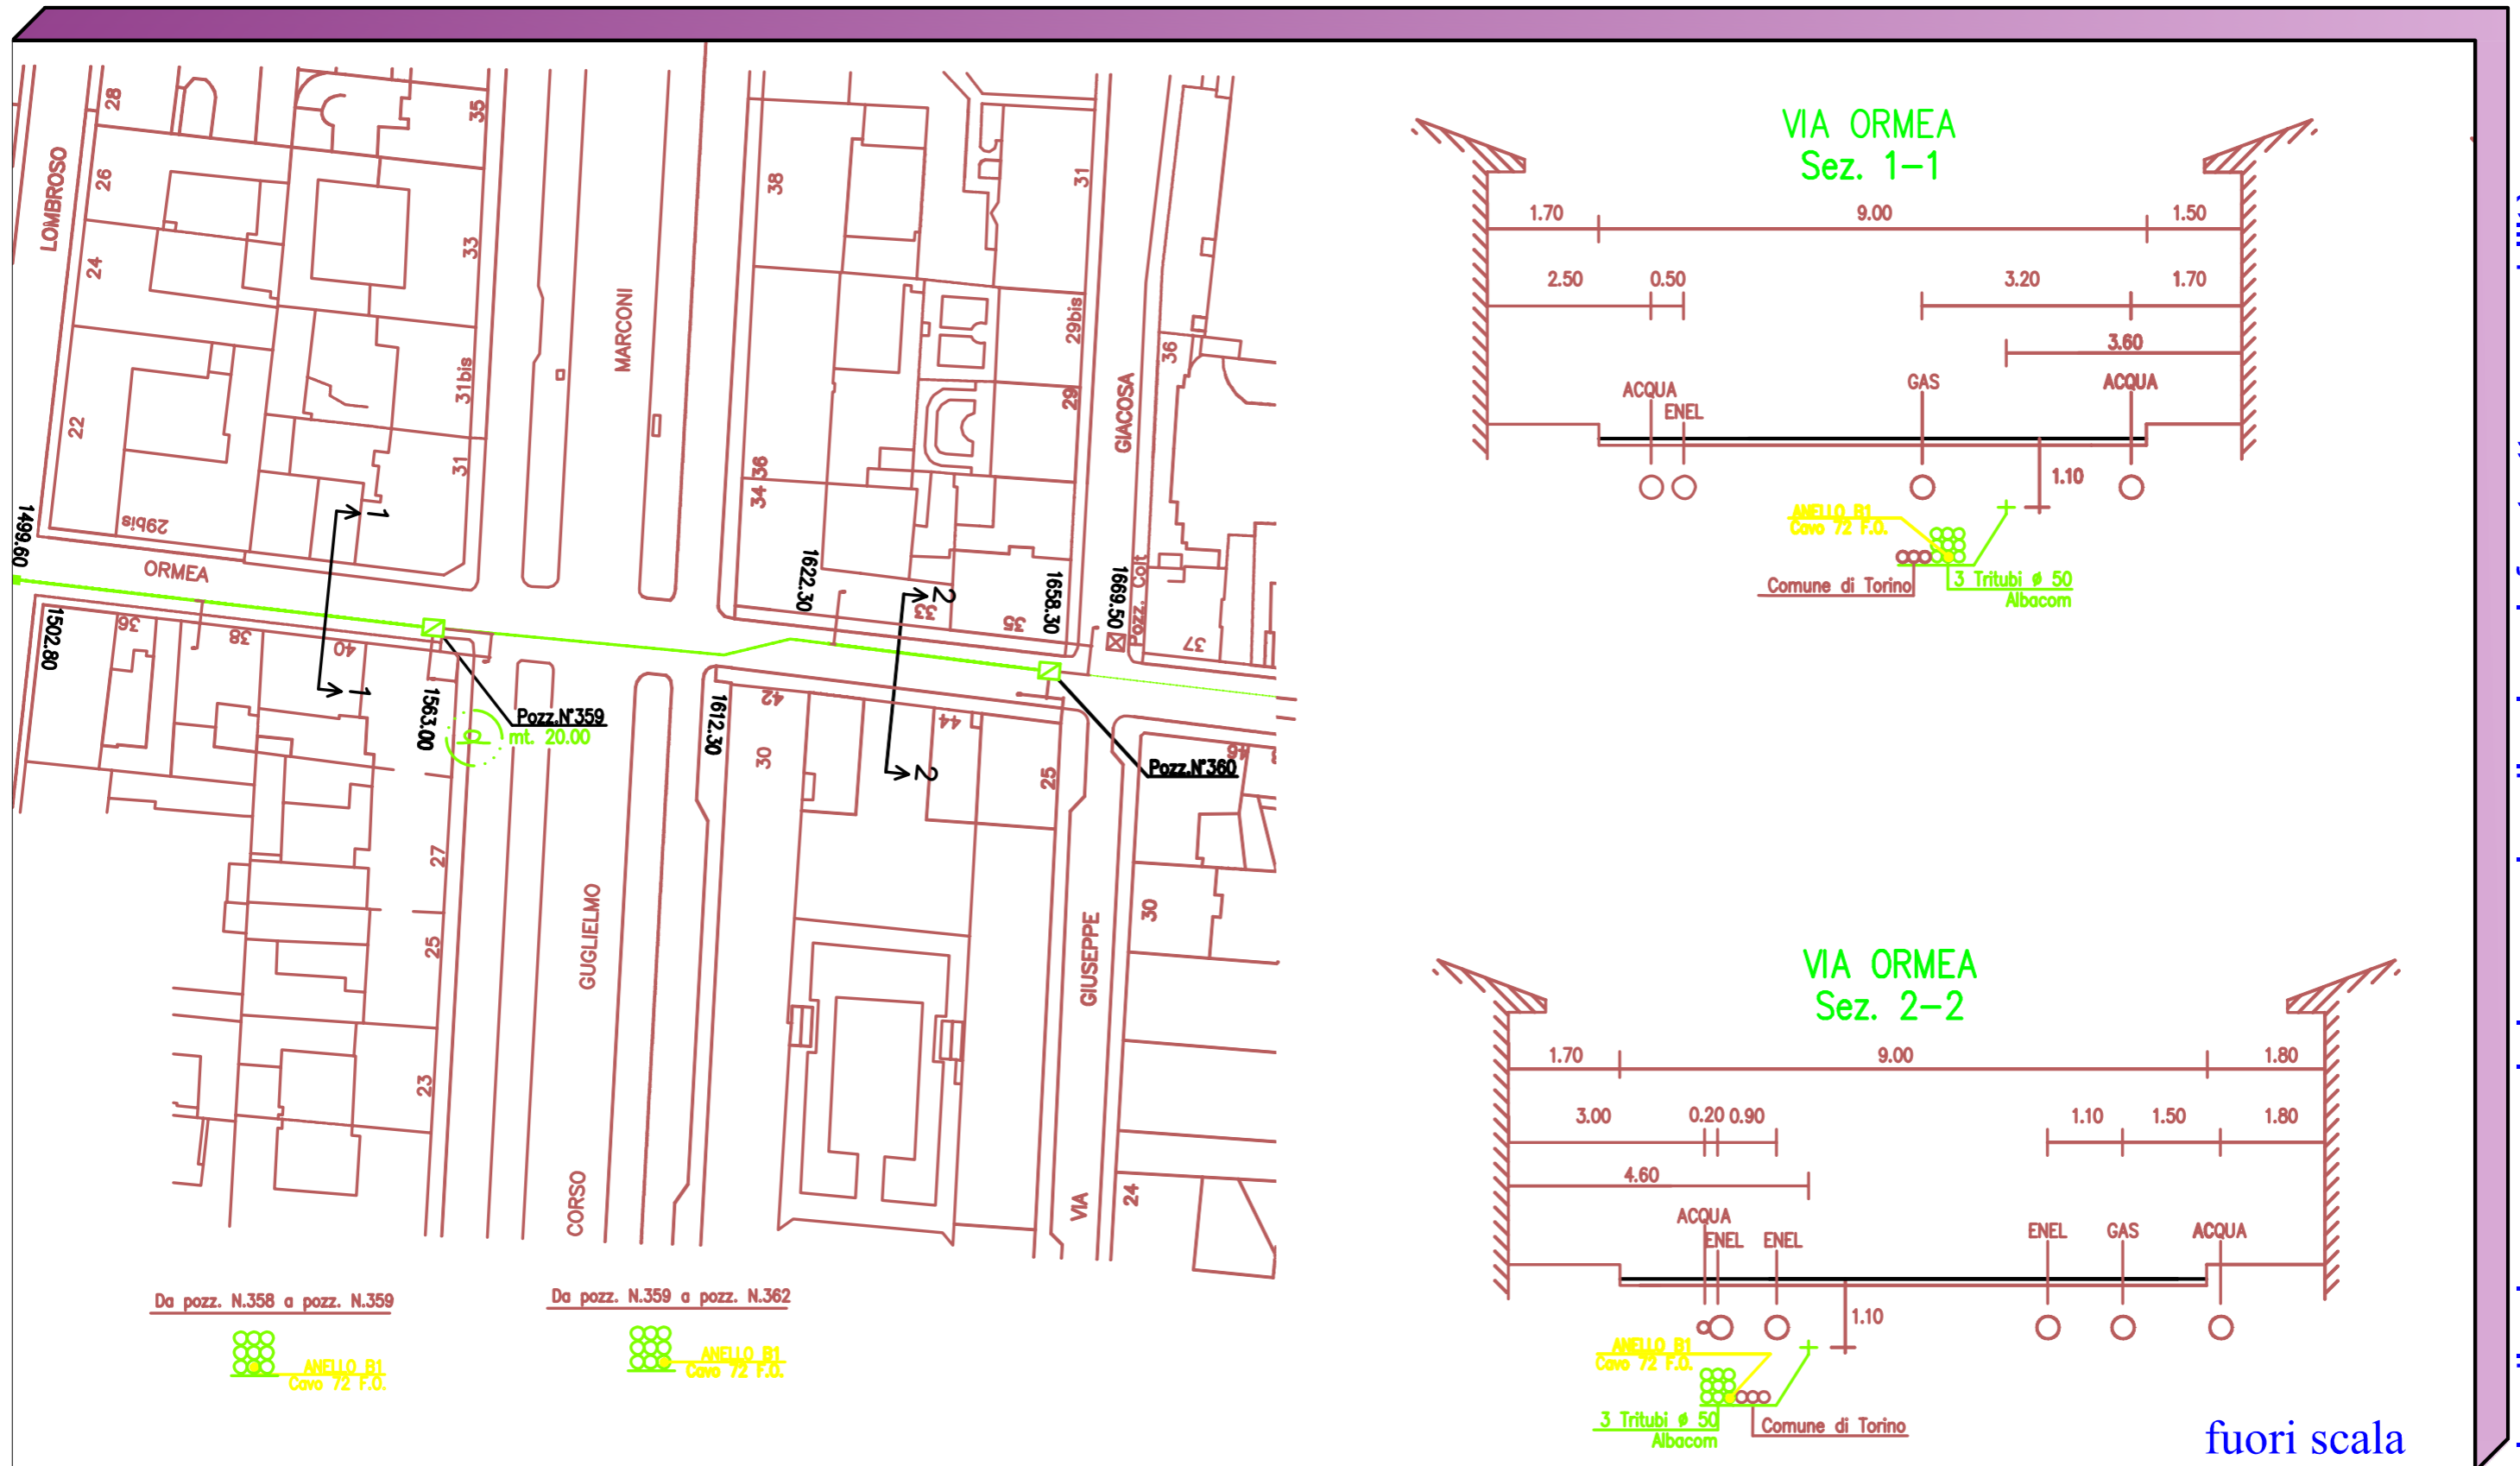 28
26
24
22
LOMBROSO
35
33
31bis
31
29bis
ORMEA
1499.60
1502.80
36
38
40
1
1
1563.00
Pozz.N°359
mt. 20.00
MARCONI
GUGLIELMO
CORSO
27
25
23
38
36
34
31
29bis
29
1622.30
2
33
35
1658.30
1669.50
Pozz. Colt
GIACOSA
36
37
42
44
46
1612.30
30
2
25
Pozz.N°360
GIUSEPPE
VIA
30
24
Da pozz. N.358 a pozz. N.359
ANELLO B1
Cavo 72 F.O.
Da pozz. N.359 a pozz. N.362
ANELLO B1
Cavo 72 F.O.
VIA ORMEA
Sez. 1-1
1.70 9.00 1.50
2.50 0.50 3.20 1.70
3.60
ACQUA ENEL GAS ACQUA
1.10
ANELLO B1
Cavo 72 F.O.
Comune di Torino
3 Tritubi ø 50
Albacom
VIA ORMEA
Sez. 2-2
1.70 9.00 1.80
3.00 0.20 0.90 1.10 1.50 1.80
4.60
ACQUA ENEL ENEL ENEL GAS ACQUA
1.10
ANELLO B1
Cavo 72 F.O.
3 Tritubi ø 50
Albacom
Comune di Torino
fuori scala